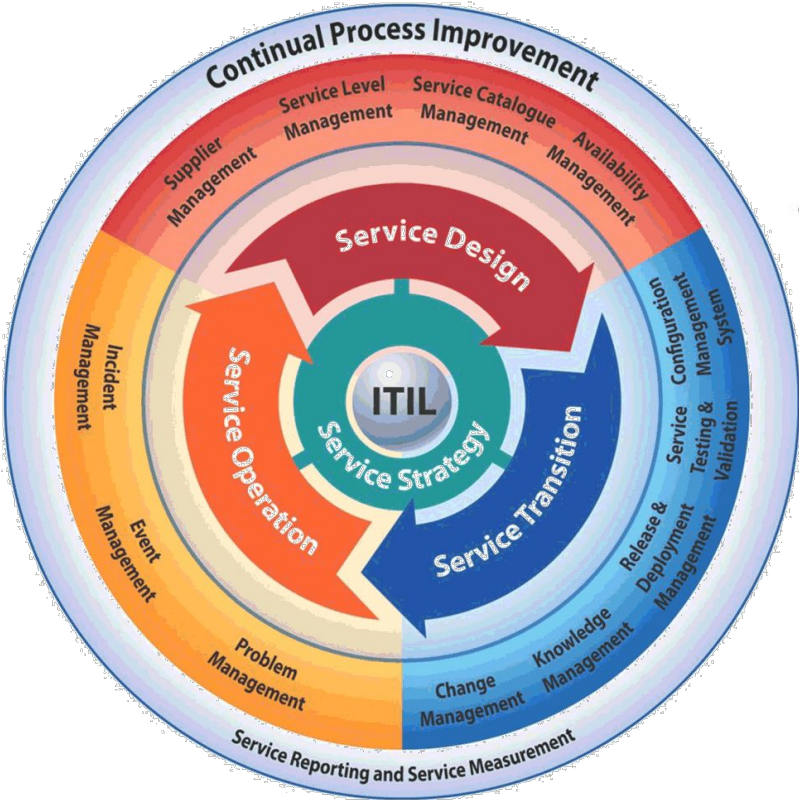 Continual Process Improvement
Supplier
Management
Service Level
Management
Service Catalogue
Management
Availability
Management
Configuration
Management
System
Service
Testing &
Validation
Release &
Deployment
Management
Knowledge
Management
Change
Management
Problem
Management
Event
Management
Incident
Management
Service Design
Service Transition
Service Operation
Service Strategy
ITIL
Service Reporting and Service Measurement